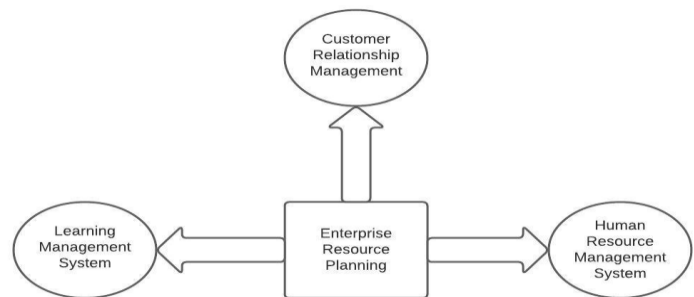 Customer
Relationship
Management
Learning
Management
System
Enterprise
Resource
Planning
Human
Resource
Management
System